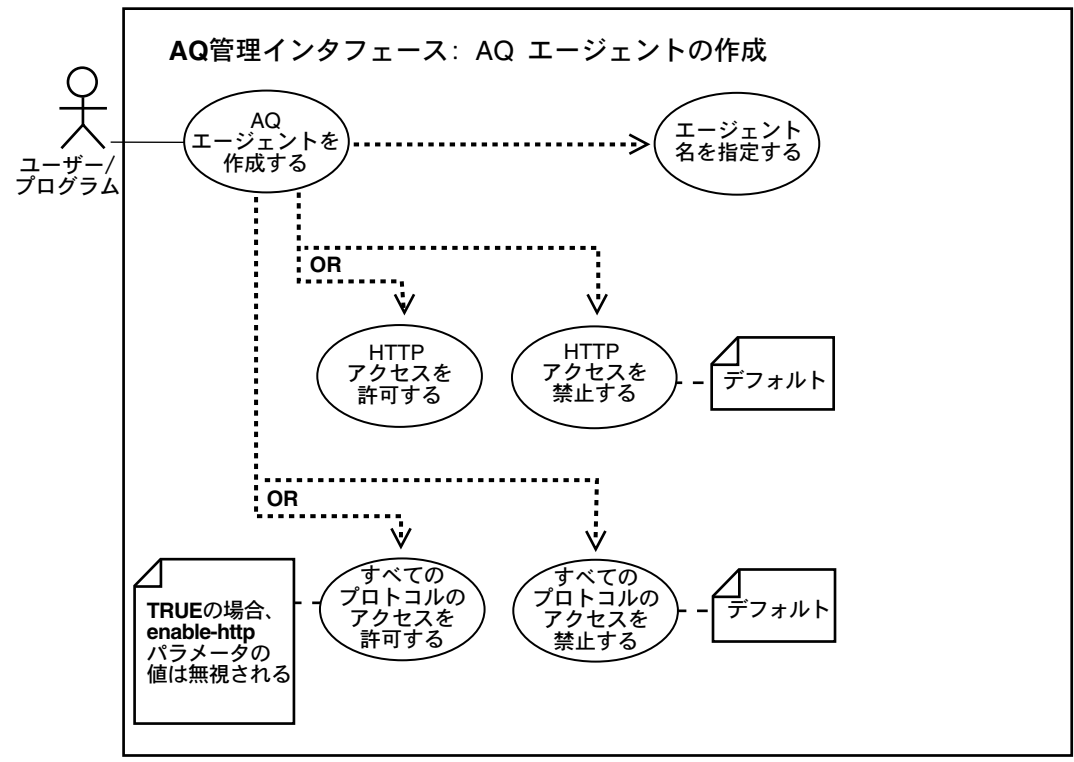 AQ管理インタフェース: AQ エージェントの作成
ユーザー/
プログラム
AQ
エージェントを
作成する
エージェント
名を指定する
OR
HTTP
アクセスを
許可する
HTTP
アクセスを
禁止する
デフォルト
OR
TRUEの場合、
enable-http
パラメータの
値は無視される
すべての
プロトコルの
アクセスを
許可する
すべての
プロトコルの
アクセスを
禁止する
デフォルト